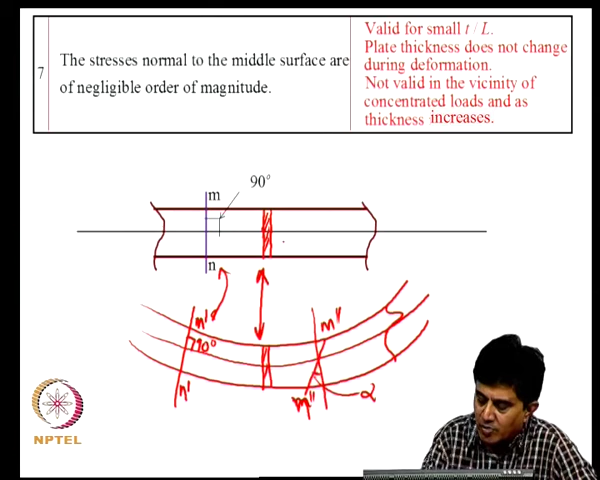 7
The stresses normal to the middle surface are
of negligible order of magnitude.
Valid for small t / L.
Plate thickness does not change
during deformation.
Not valid in the vicinity of
concentrated loads and as
thickness increases.
90°
m
n
m'
90°
n'
m''
m''
α
NPTEL